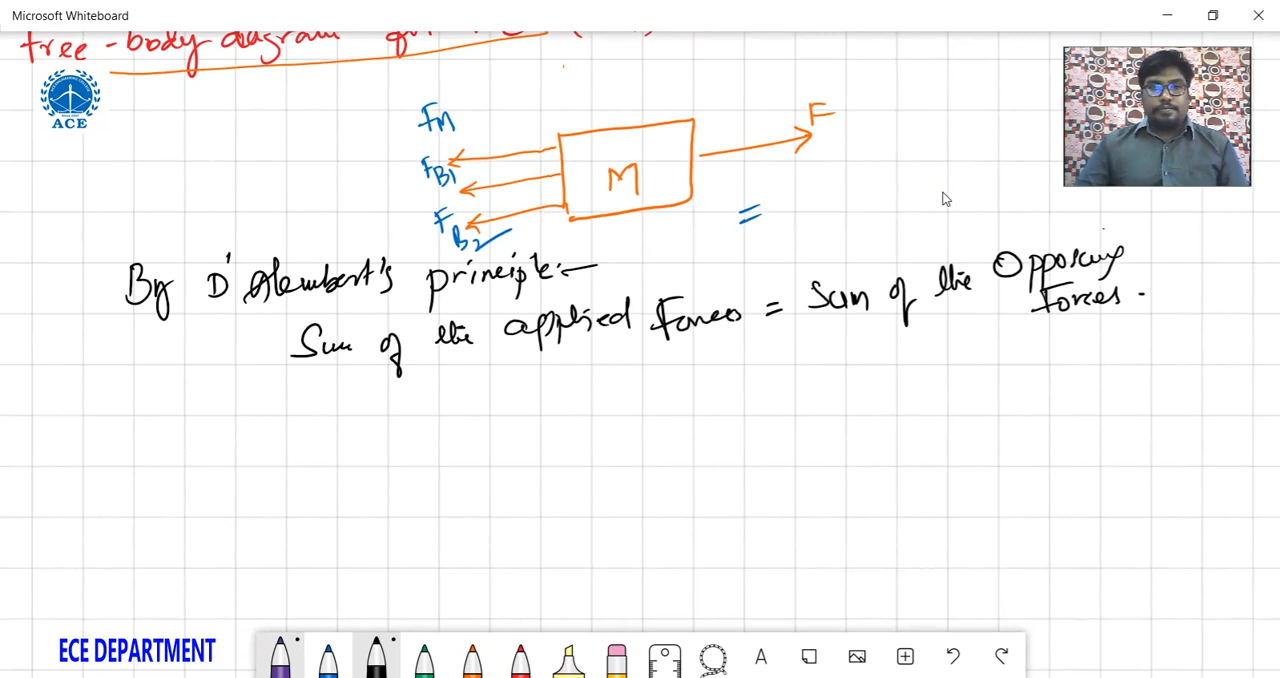 Microsoft Whiteboard
free-body diagram
ACE
FM
F
FB1
M
FB2
=
By D'Alembert's principle:-
Sum of the applied Forces = Sum of the Opposing
Forces.
ECE DEPARTMENT
A